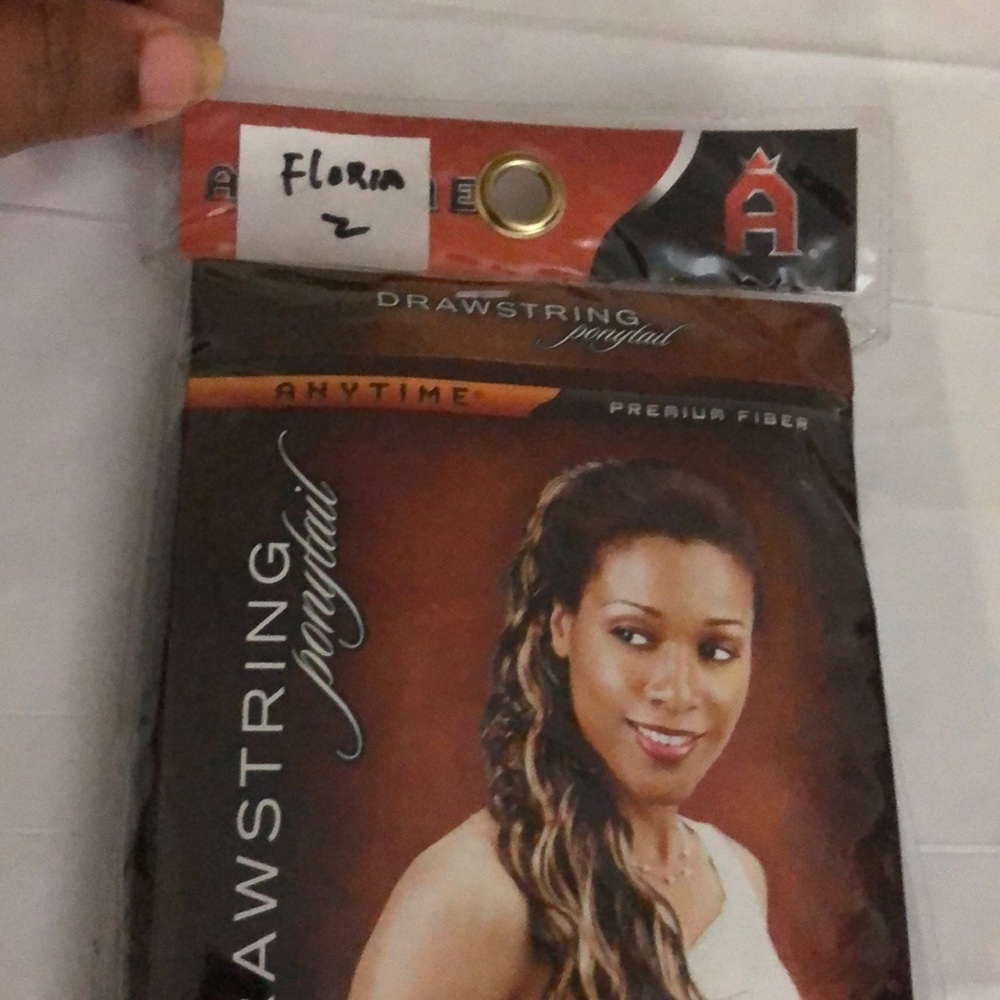 FLORIA
2
DRAWSTRING
ponytail
ANYTIME®
PREMIUM FIBER
DRAWSTRING
ponytail